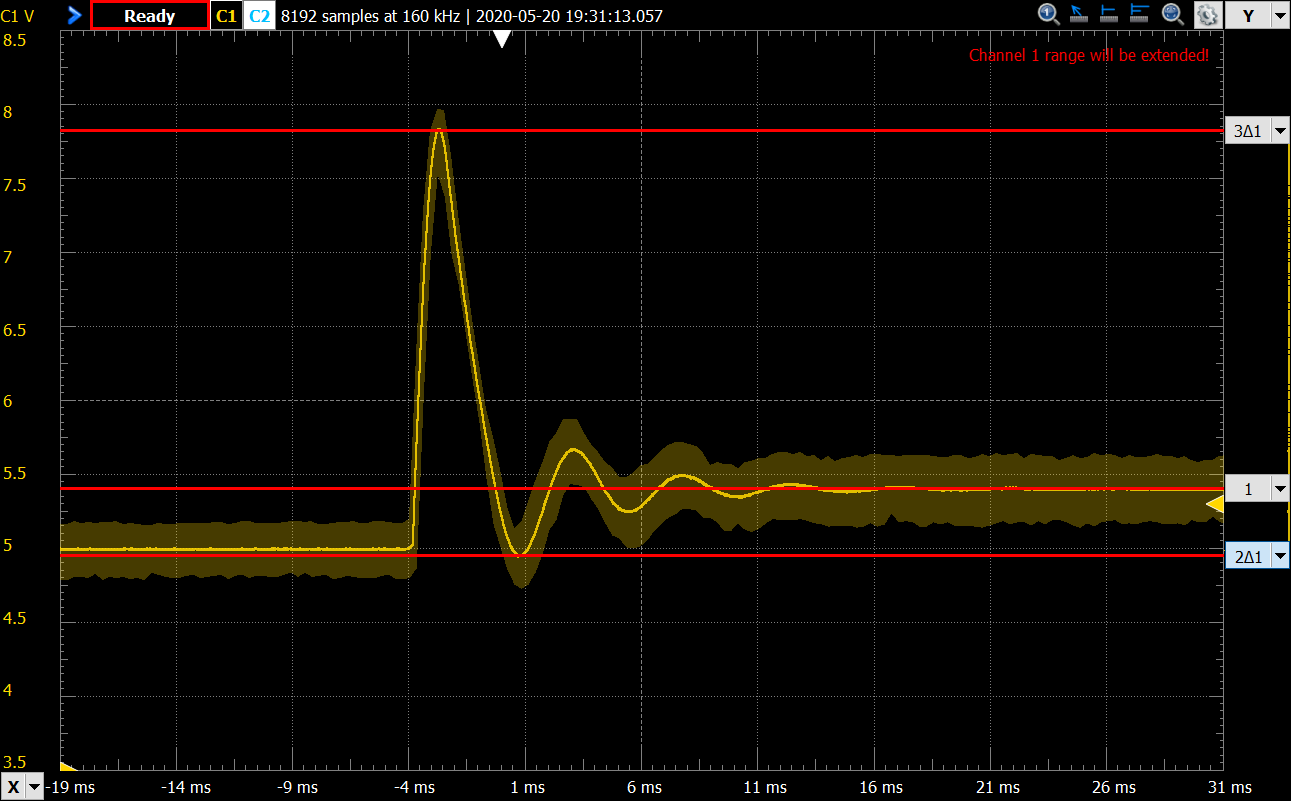 C1 V Ready C1 C2 8192 samples at 160 kHz | 2020-05-20 19:31:13.057 Y
8.5
Channel 1 range will be extended!
8
3Δ1
7.5
7
6.5
6
5.5
1
5
2Δ1
4.5
4
3.5
X -19 ms -14 ms -9 ms -4 ms 1 ms 6 ms 11 ms 16 ms 21 ms 26 ms 31 ms